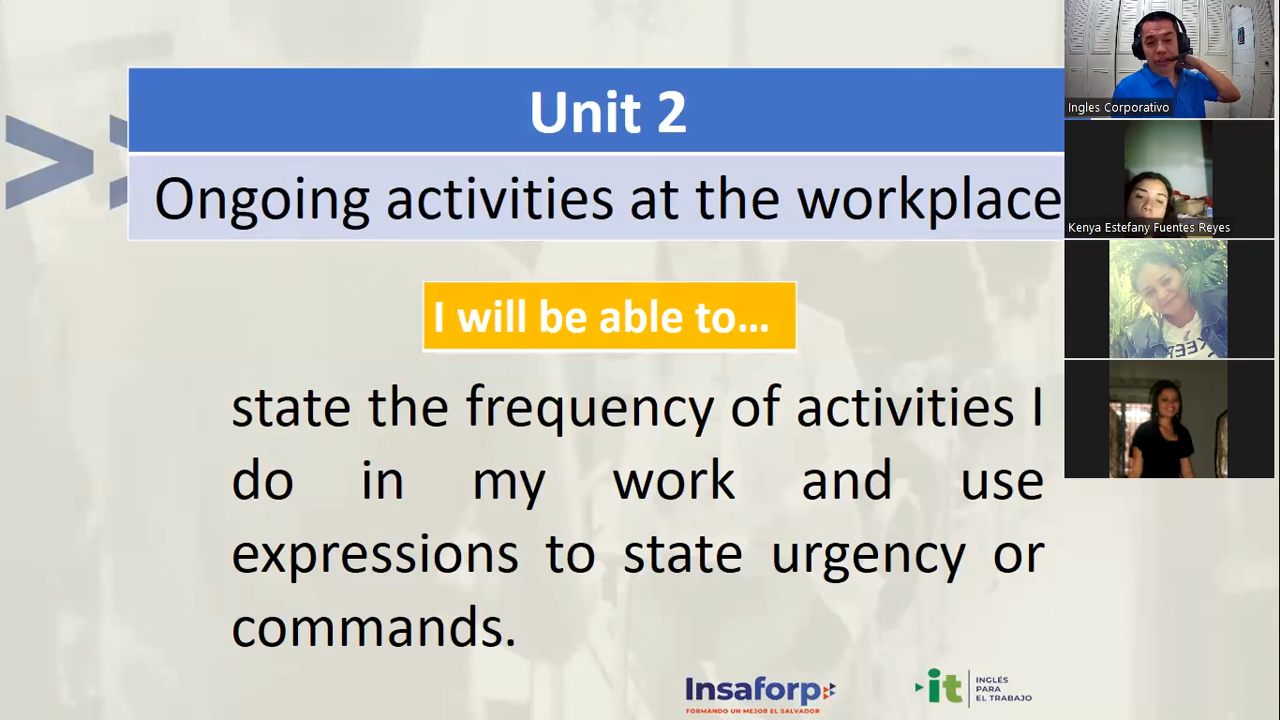 Unit 2
Ongoing activities at the workplace
I will be able to...
state the frequency of activities I
do in my work and use
expressions to state urgency or
commands.
Insaforp
FORMANDO UN MEJOR EL SALVADOR
it
INGLÉS
PARA
EL TRABAJO
Ingles Corporativo
Kenya Estefany Fuentes Reyes